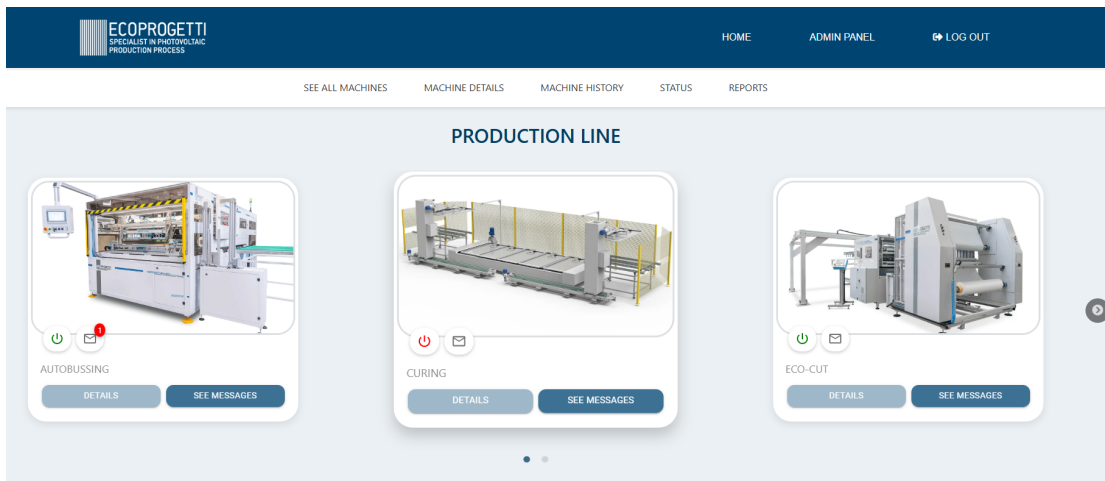 ECOPROGETTI
SPECIALIST IN PHOTOVOLTAIC
PRODUCTION PROCESS
HOME
ADMIN PANEL
LOG OUT
SEE ALL MACHINES
MACHINE DETAILS
MACHINE HISTORY
STATUS
REPORTS
PRODUCTION LINE
1
AUTOBUSSING
DETAILS
SEE MESSAGES
CURING
DETAILS
SEE MESSAGES
ECO-CUT
DETAILS
SEE MESSAGES